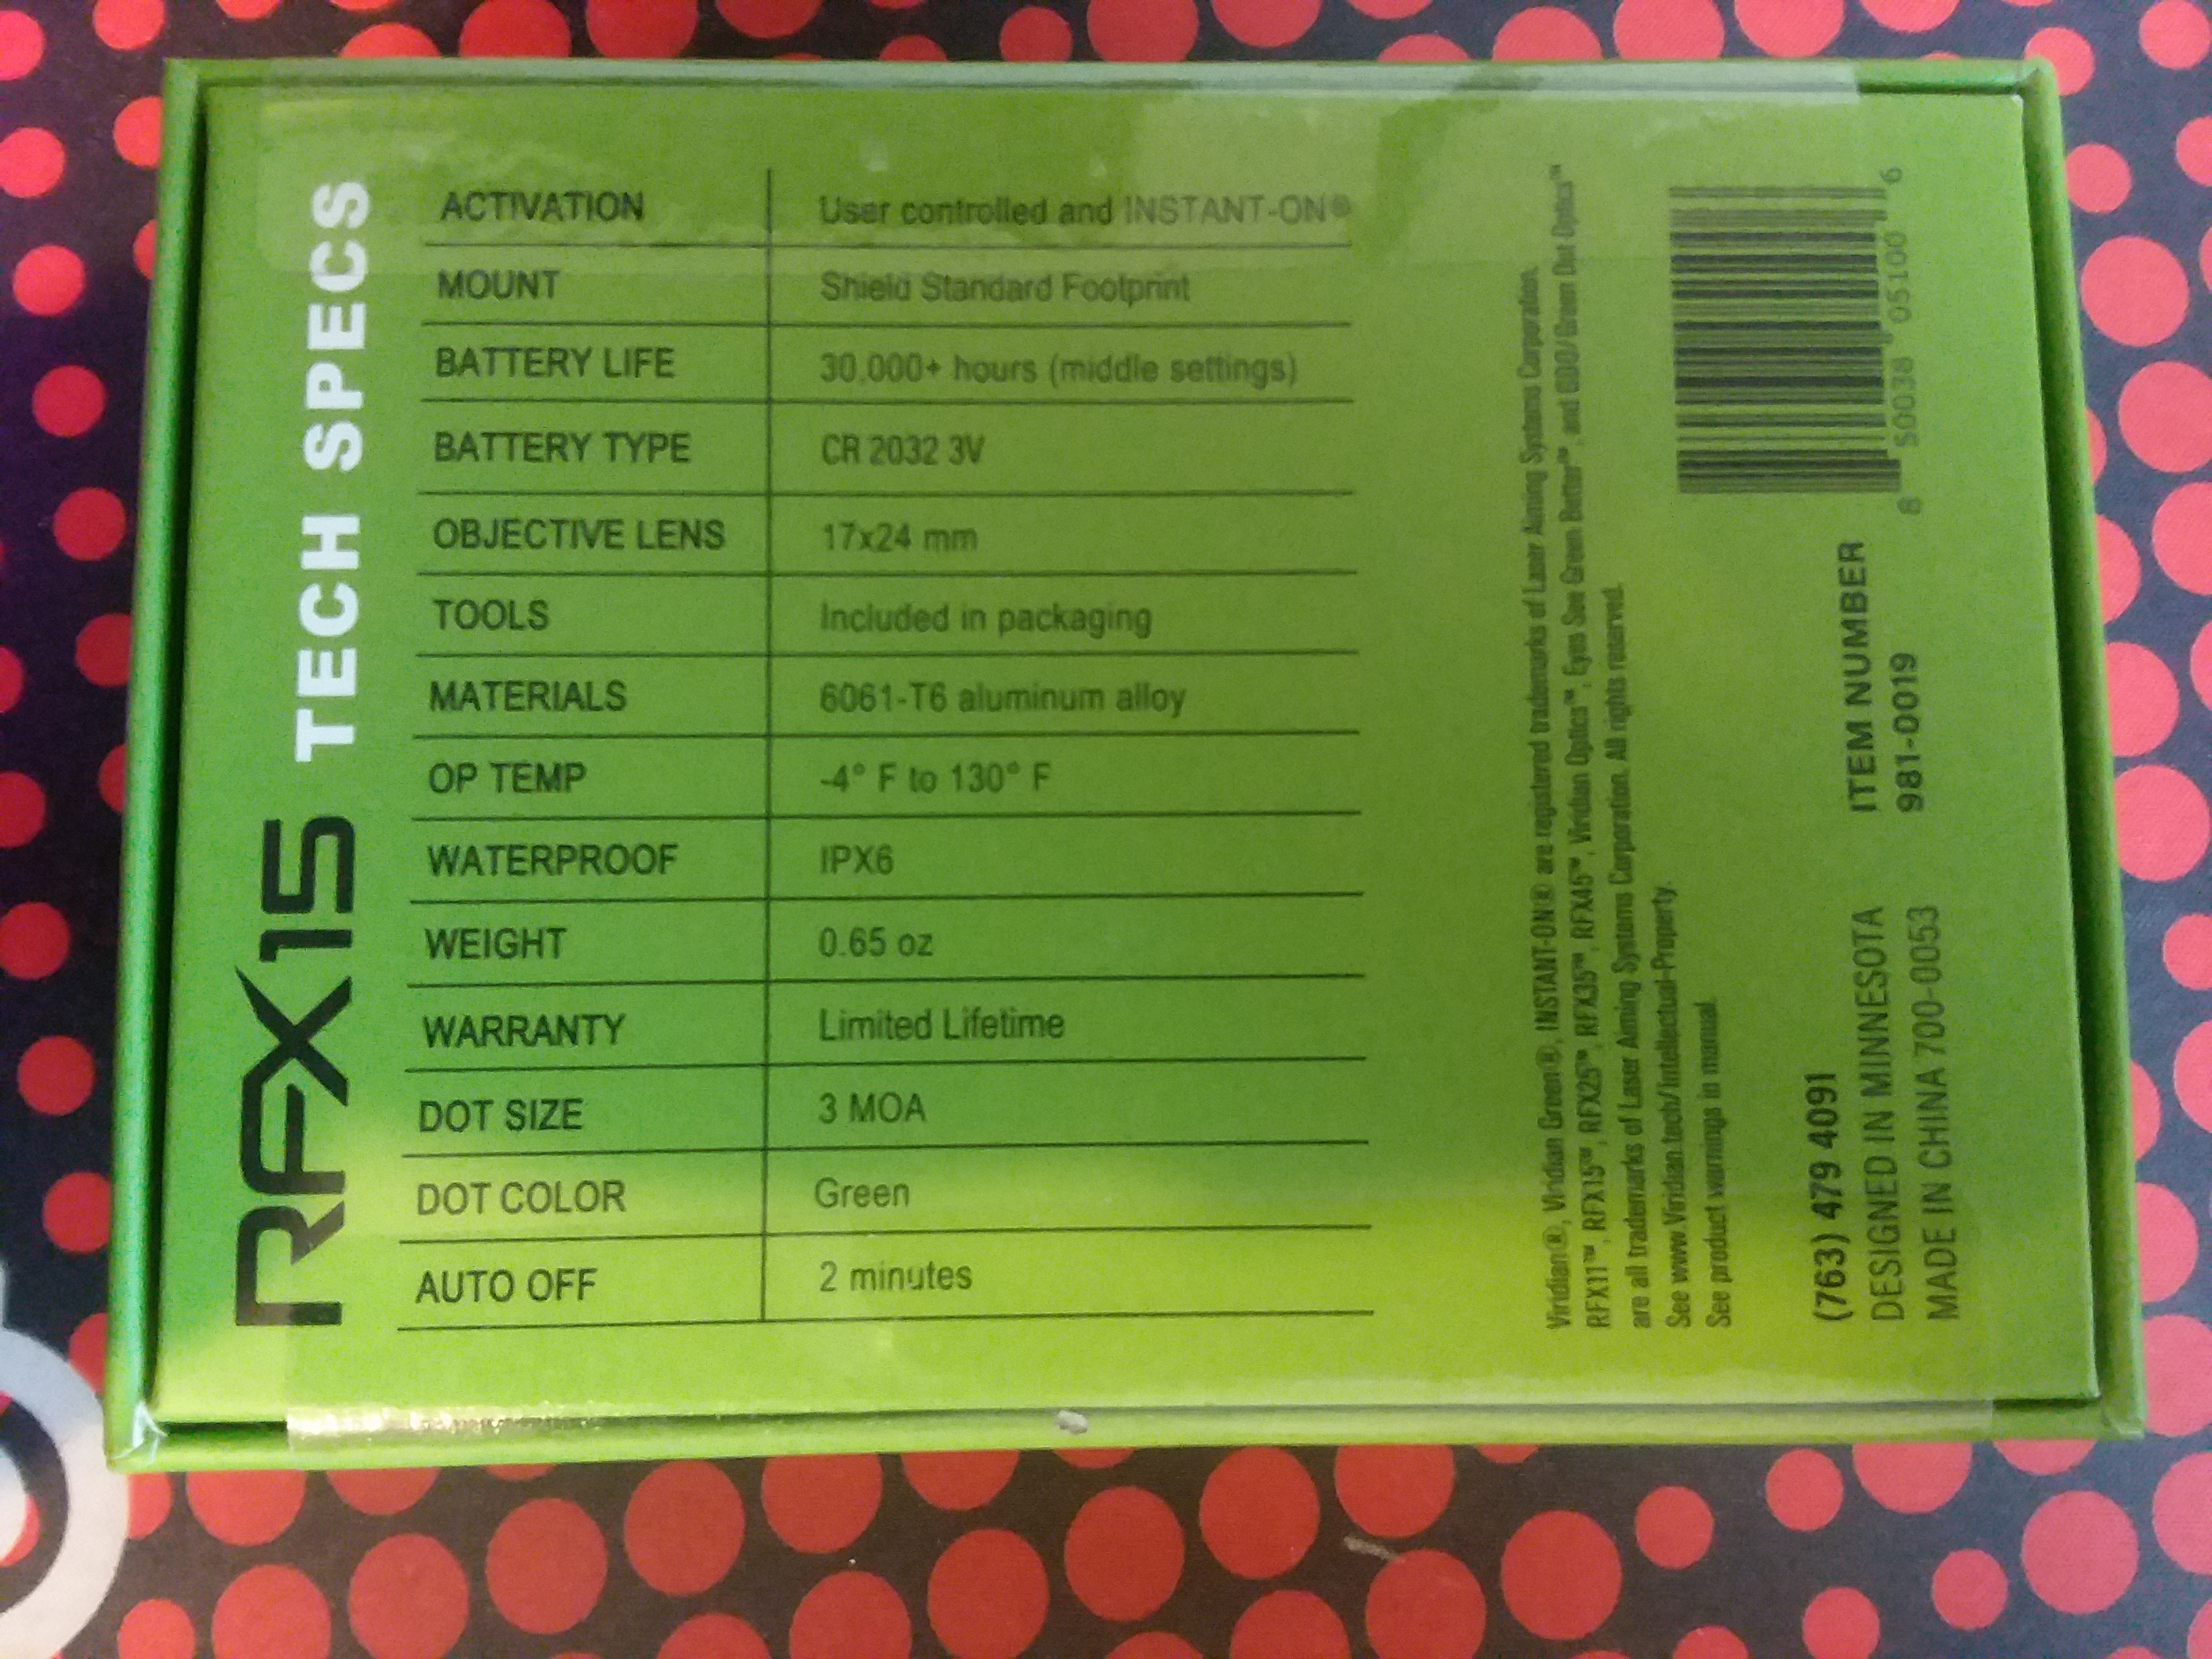 RFX15 TECH SPECS
ACTIVATION User controlled and INSTANT-ON®
MOUNT Shield Standard Footprint
BATTERY LIFE 30,000+ hours (middle settings)
BATTERY TYPE CR 2032 3V
OBJECTIVE LENS 17x24 mm
TOOLS Included in packaging
MATERIALS 6061-T6 aluminum alloy
OP TEMP -4° F to 130° F
WATERPROOF IPX6
WEIGHT 0.65 oz
WARRANTY Limited Lifetime
DOT SIZE 3 MOA
DOT COLOR Green
AUTO OFF 2 minutes
Viridian®, Viridian Green®, INSTANT-ON® are registered trademarks of Laser Aiming Systems Corporation.
RFX11™, RFX15™, RFX25™, RFX35™, RFX45™, Viridian Optics™, Eyes See Green Better™, and GDO/Green Dot Optics™
are all trademarks of Laser Aiming Systems Corporation. All rights reserved.
See www.Viridian.tech/Intellectual-Property.
See product warnings in manual.
(763) 479 4091
DESIGNED IN MINNESOTA
MADE IN CHINA 700-0053
ITEM NUMBER
981-0019
8 50038 05100 6